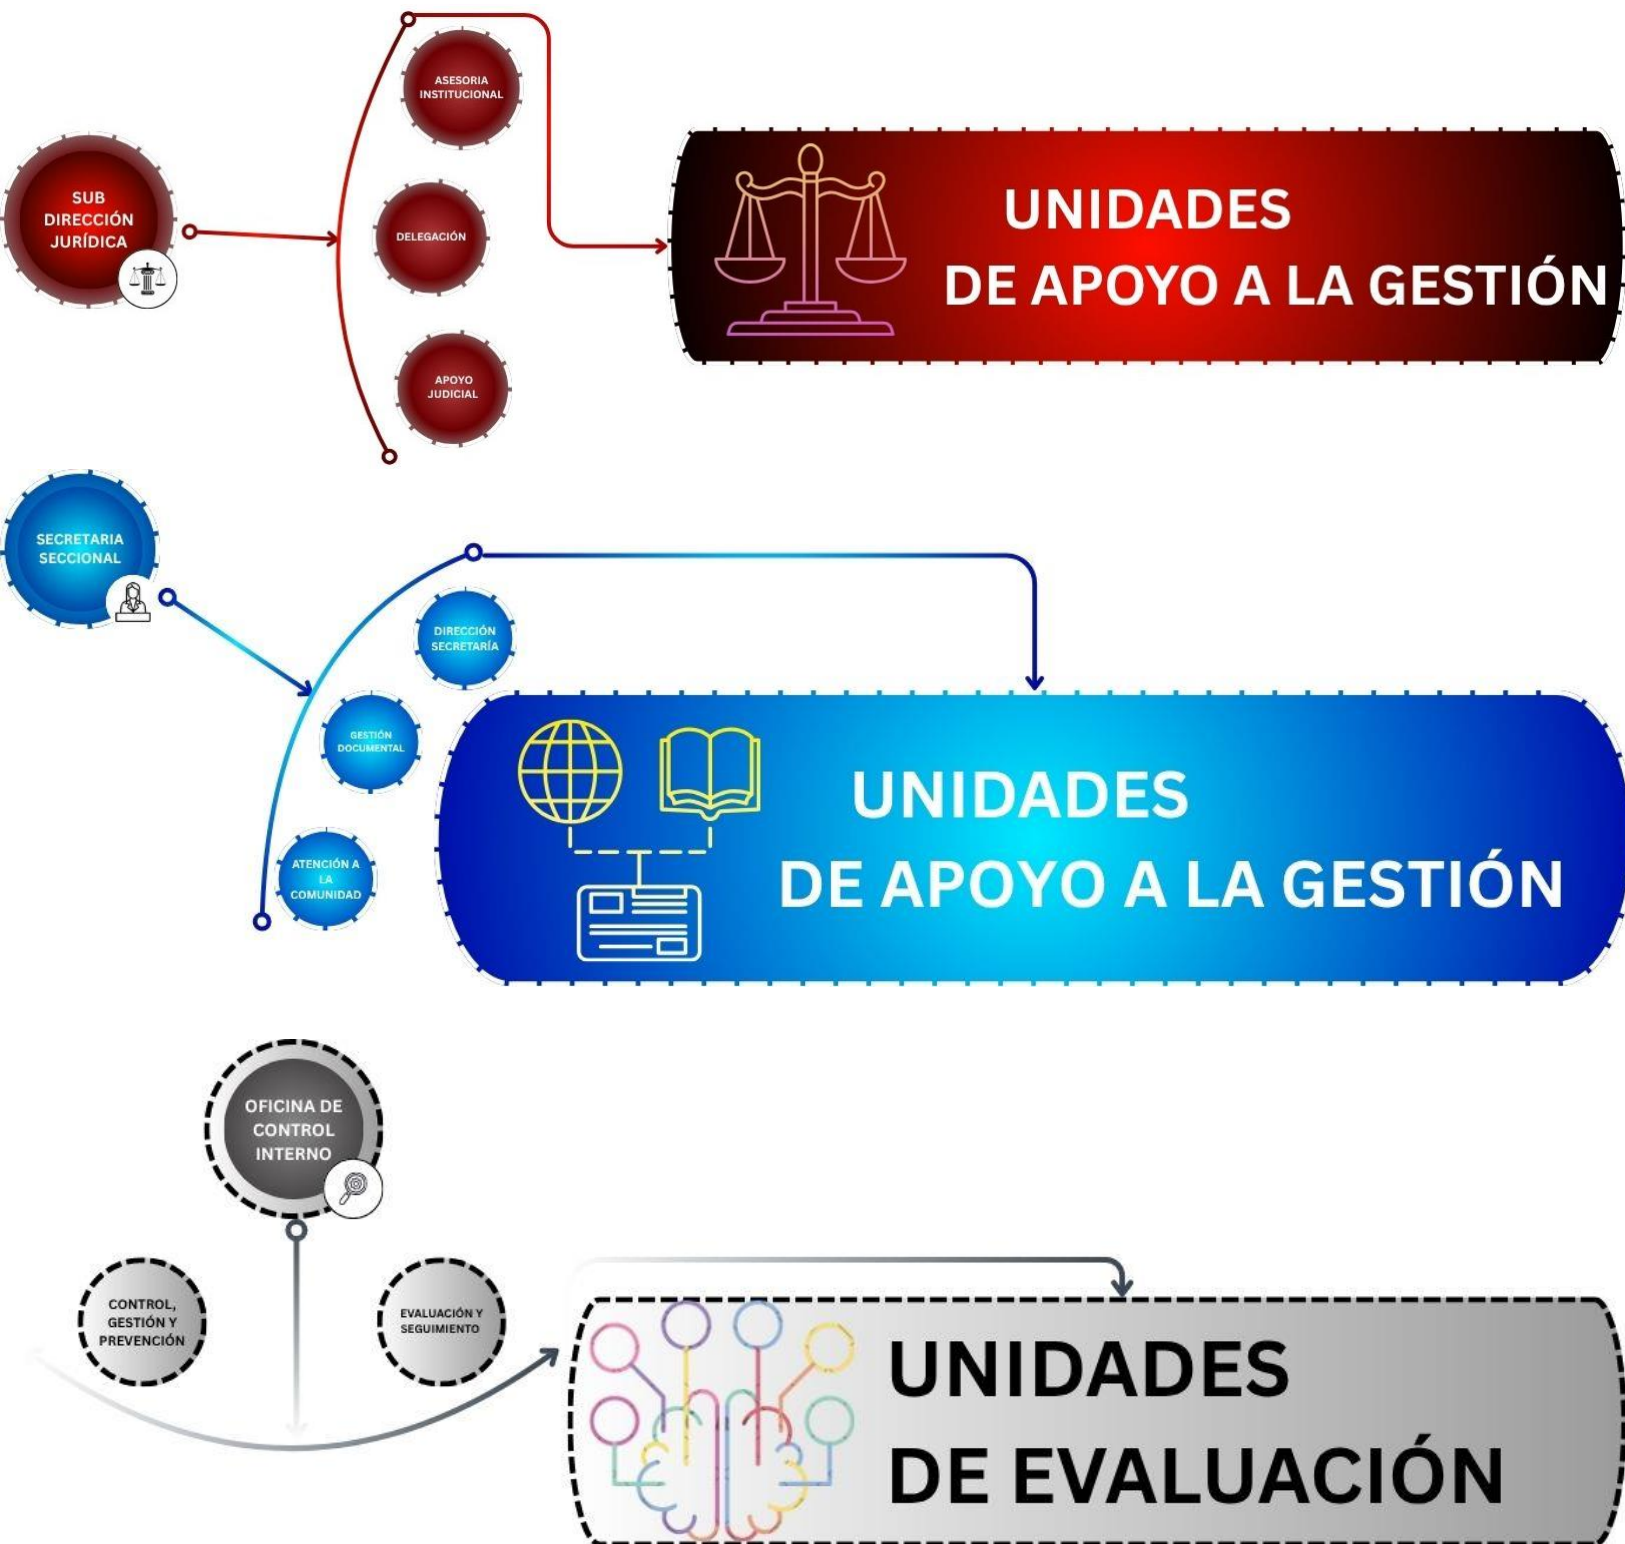 ASESORIA
INSTITUCIONAL
SUB
DIRECCIÓN
JURÍDICA
DELEGACIÓN
APOYO
JUDICIAL
UNIDADES
DE APOYO A LA GESTIÓN
SECRETARIA
SECCIONAL
DIRECCIÓN
SECRETARÍA
GESTIÓN
DOCUMENTAL
ATENCIÓN A
LA
COMUNIDAD
UNIDADES
DE APOYO A LA GESTIÓN
OFICINA DE
CONTROL
INTERNO
CONTROL,
GESTIÓN Y
PREVENCIÓN
EVALUACIÓN Y
SEGUIMIENTO
UNIDADES
DE EVALUACIÓN